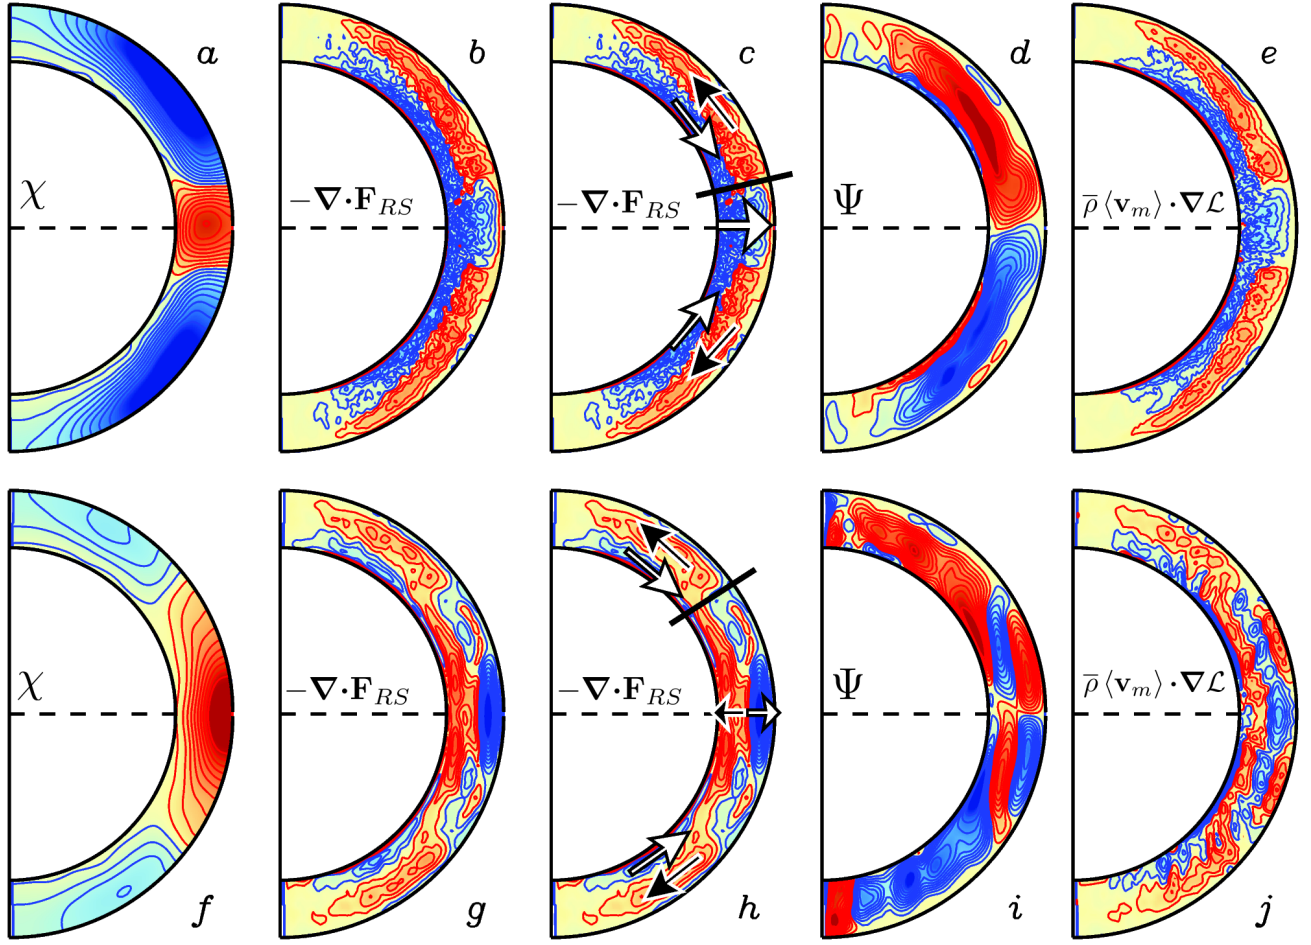 a b c d e
χ −∇·F_RS −∇·F_RS Ψ ρ̅⟨v_m⟩·∇ℒ
χ −∇·F_RS −∇·F_RS Ψ ρ̅⟨v_m⟩·∇ℒ
f g h i j